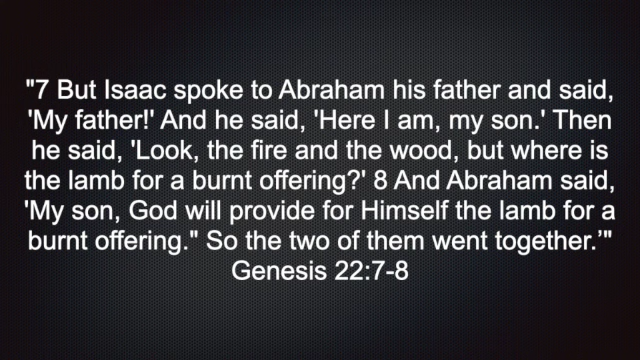 "7 But Isaac spoke to Abraham his father and said,
'My father!' And he said, 'Here I am, my son.' Then
he said, 'Look, the fire and the wood, but where is
the lamb for a burnt offering?' 8 And Abraham said,
'My son, God will provide for Himself the lamb for a
burnt offering." So the two of them went together.’"
Genesis 22:7-8